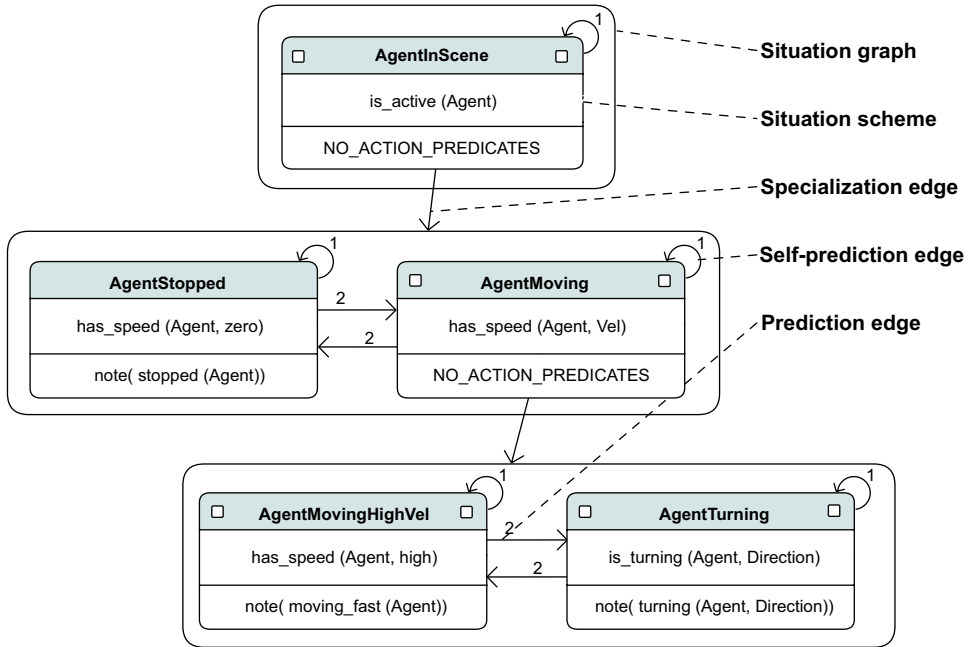 1
AgentInScene
is_active (Agent)
NO_ACTION_PREDICATES
Situation graph
Situation scheme
Specialization edge
Self-prediction edge
Prediction edge
1
AgentStopped
has_speed (Agent, zero)
note( stopped (Agent))
2
2
1
AgentMoving
has_speed (Agent, Vel)
NO_ACTION_PREDICATES
1
AgentMovingHighVel
has_speed (Agent, high)
note( moving_fast (Agent))
2
2
1
AgentTurning
is_turning (Agent, Direction)
note( turning (Agent, Direction))